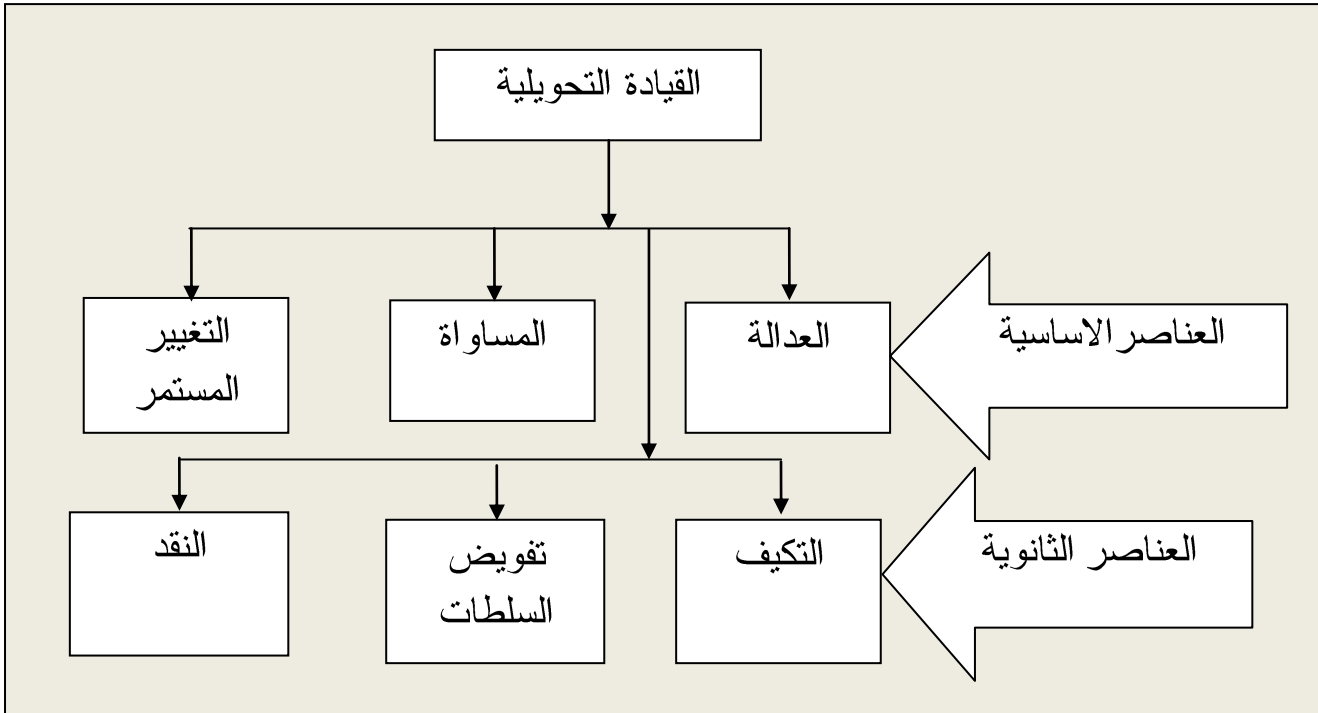 القيادة التحويلية
العناصر الاساسية
العدالة
المساواة
التغيير
المستمر
العناصر الثانوية
التكيف
تفويض
السلطات
النقد